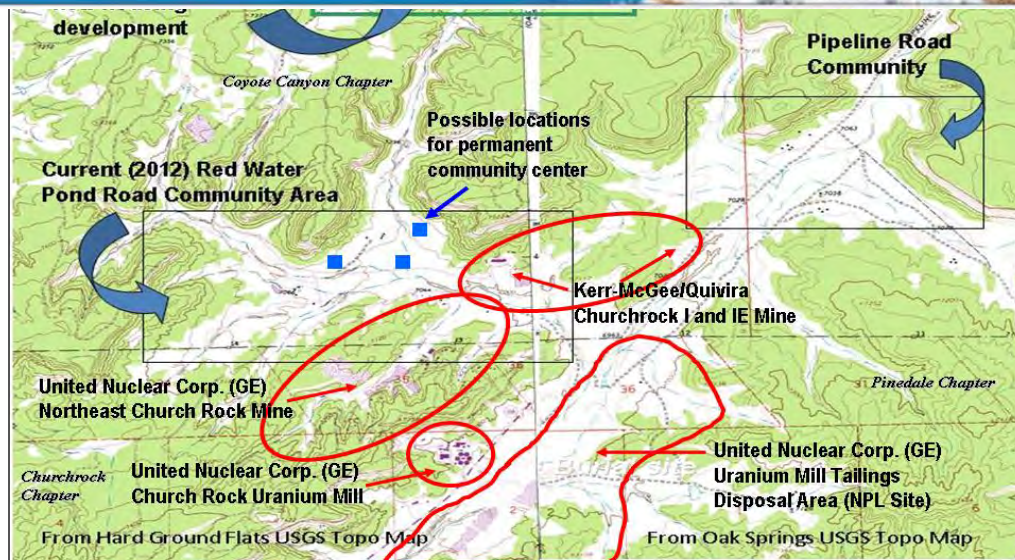 development
Coyote Canyon Chapter
Pipeline Road
Community
Possible locations
for permanent
community center
Current (2012) Red Water
Pond Road Community Area
Kerr-McGee/Quivira
Churchrock I and IE Mine
United Nuclear Corp. (GE)
Northeast Church Rock Mine
36
36
31
Pinedale Chapter
Churchrock
Chapter
United Nuclear Corp. (GE)
Church Rock Uranium Mill
United Nuclear Corp. (GE)
Uranium Mill Tailings
Disposal Area (NPL Site)
From Hard Ground Flats USGS Topo Map
From Oak Springs USGS Topo Map